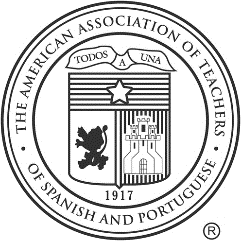 · THE AMERICAN ASSOCIATION OF TEACHERS ·
OF SPANISH AND PORTUGUESE
TODOS A UNA
1917
®